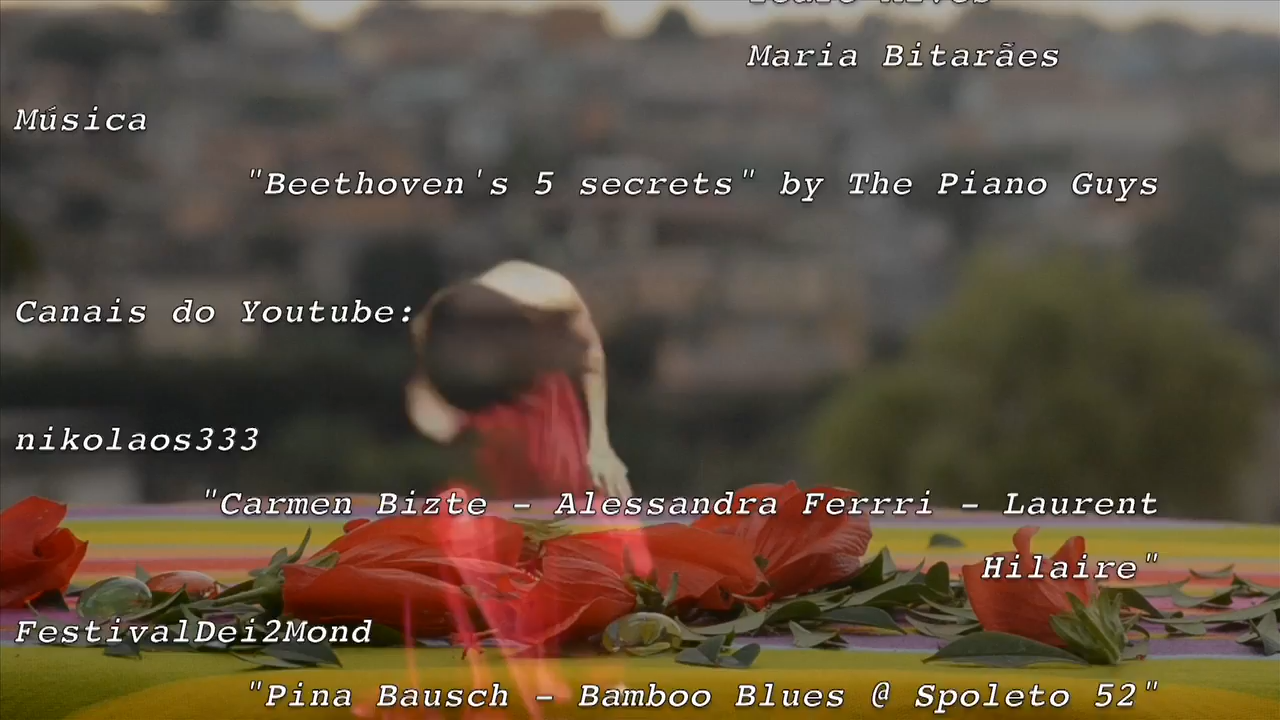 Maria Bitarães
Música
"Beethoven's 5 secrets" by The Piano Guys
Canais do Youtube:
nikolaos333
"Carmen Bizte - Alessandra Ferrri - Laurent
Hilaire"
FestivalDei2Mond
"Pina Bausch - Bamboo Blues @ Spoleto 52"